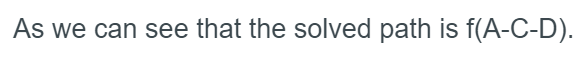 As we can see that the solved path is f(A-C-D).